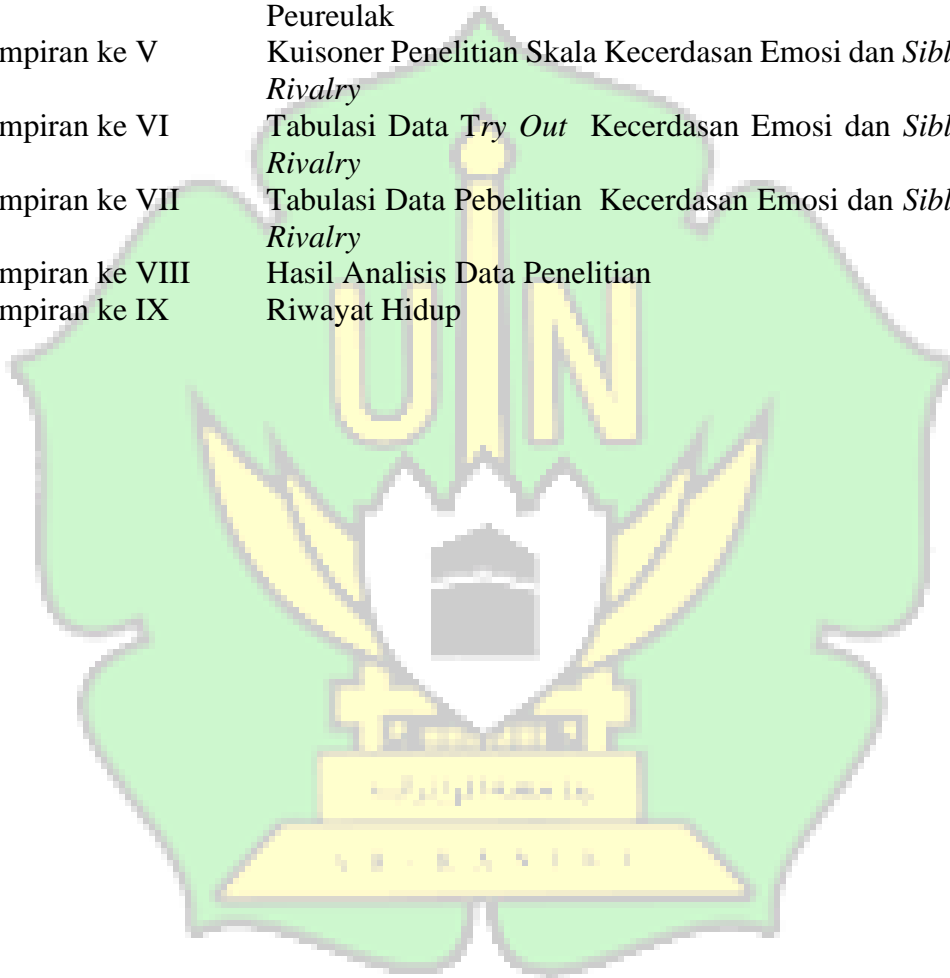 Peureulak
mpiran ke V Kuisoner Penelitian Skala Kecerdasan Emosi dan Sibl
Rivalry
mpiran ke VI Tabulasi Data Try Out Kecerdasan Emosi dan Sibl
Rivalry
mpiran ke VII Tabulasi Data Pebelitian Kecerdasan Emosi dan Sibl
Rivalry
mpiran ke VIII Hasil Analisis Data Penelitian
mpiran ke IX Riwayat Hidup
UIN